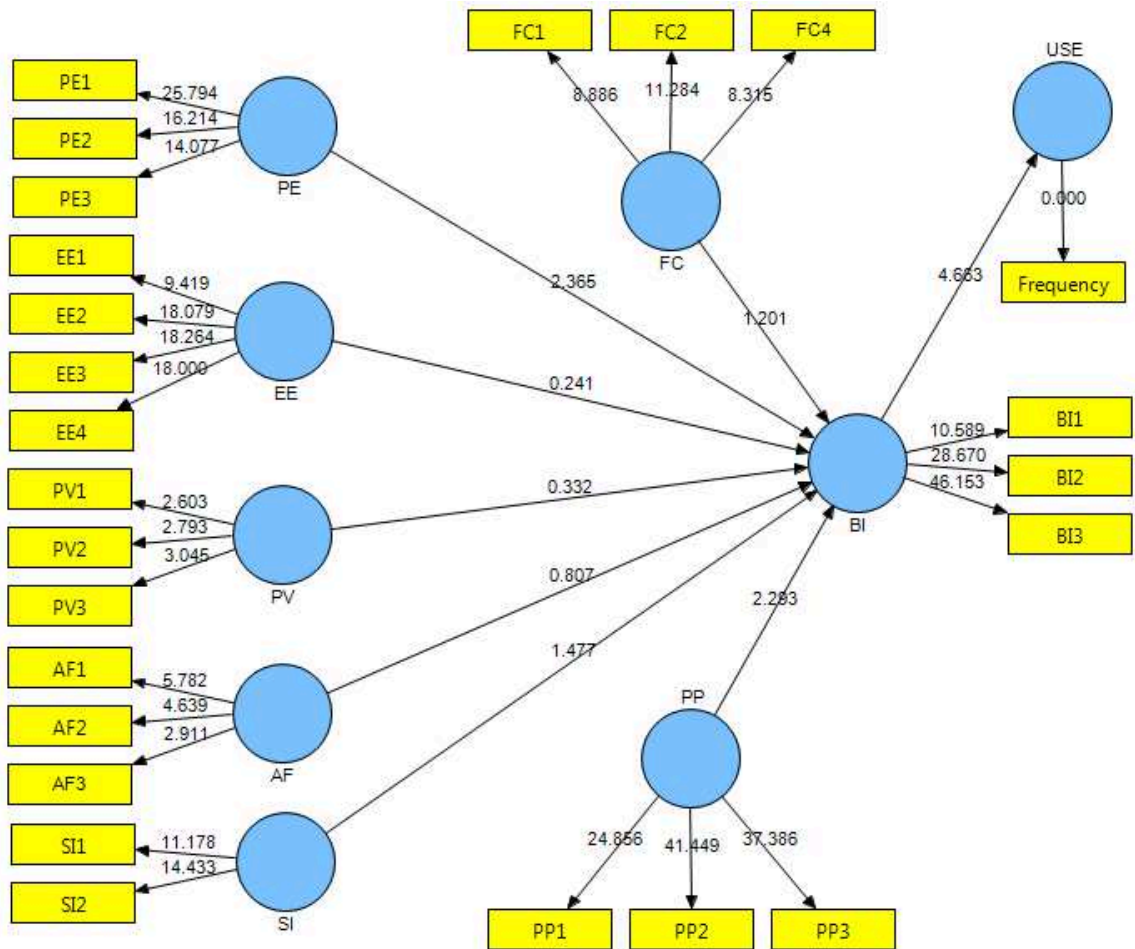 FC1
FC2
FC4
USE
PE1
PE2
PE3
25.794
16.214
14.077
PE
8.886
11.284
8.315
FC
0.000
Frequency
EE1
EE2
EE3
EE4
9.419
18.079
18.264
18.000
EE
2.365
1.201
4.663
0.241
PV1
PV2
PV3
2.603
2.793
3.045
PV
0.332
BI
10.589
28.670
46.153
BI1
BI2
BI3
0.807
2.293
1.477
AF1
AF2
AF3
5.782
4.639
2.911
AF
PP
SI1
SI2
11.178
14.433
SI
24.856
41.449
37.386
PP1
PP2
PP3